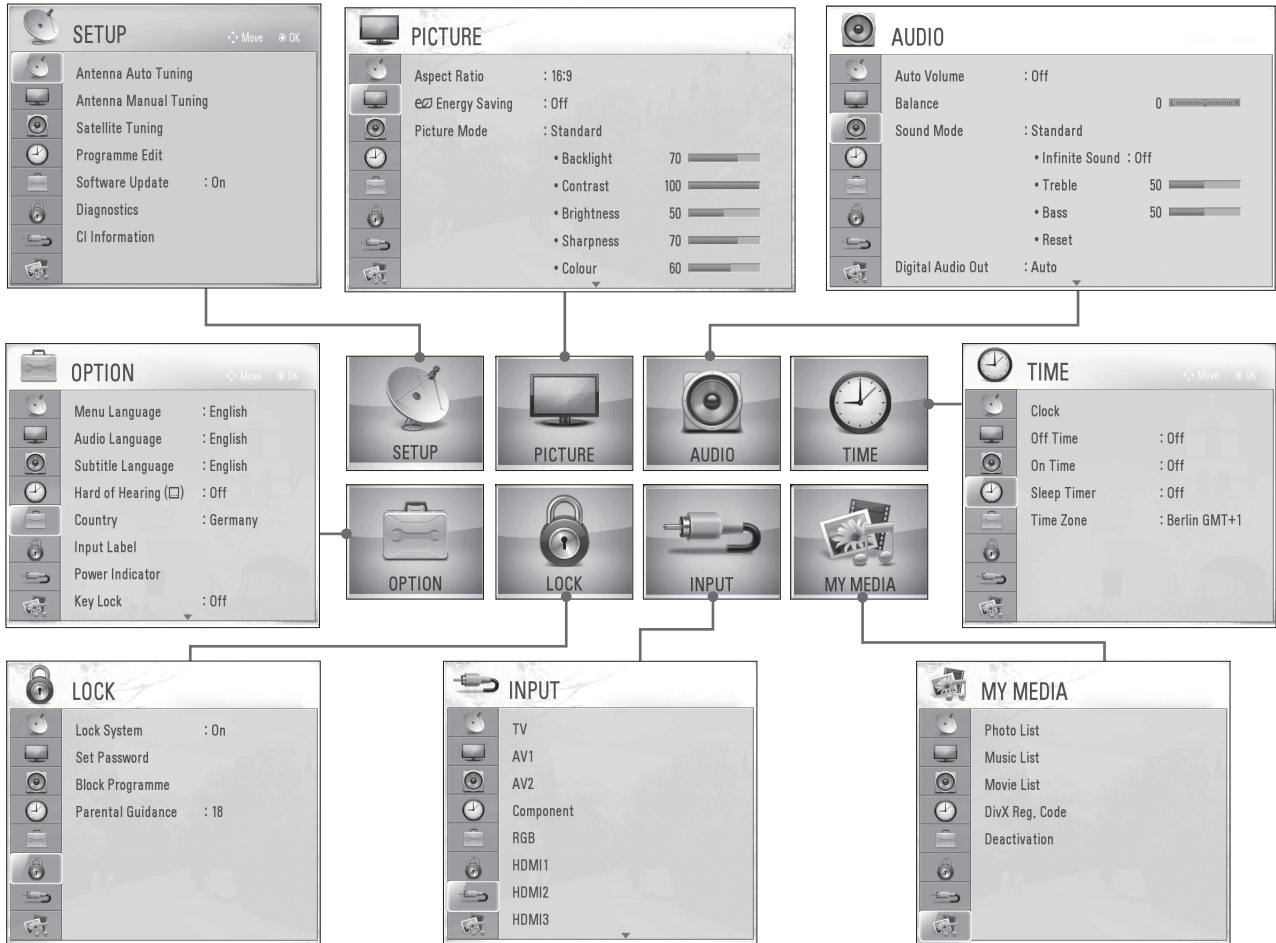 SETUP
Move OK
Antenna Auto Tuning
Antenna Manual Tuning
Satellite Tuning
Programme Edit
Software Update : On
Diagnostics
CI Information
PICTURE
Aspect Ratio : 16:9
Energy Saving : Off
Picture Mode : Standard
• Backlight 70
• Contrast 100
• Brightness 50
• Sharpness 70
• Colour 60
AUDIO
Auto Volume : Off
Balance 0 L R
Sound Mode : Standard
• Infinite Sound : Off
• Treble 50
• Bass 50
• Reset
Digital Audio Out : Auto
OPTION
Move OK
Menu Language : English
Audio Language : English
Subtitle Language : English
Hard of Hearing ( ) : Off
Country : Germany
Input Label
Power Indicator
Key Lock : Off
SETUP
PICTURE
AUDIO
TIME
OPTION
LOCK
INPUT
MY MEDIA
TIME
Move OK
Clock
Off Time : Off
On Time : Off
Sleep Timer : Off
Time Zone : Berlin GMT+1
LOCK
Lock System : On
Set Password
Block Programme
Parental Guidance : 18
INPUT
TV
AV1
AV2
Component
RGB
HDMI1
HDMI2
HDMI3
MY MEDIA
Photo List
Music List
Movie List
DivX Reg. Code
Deactivation